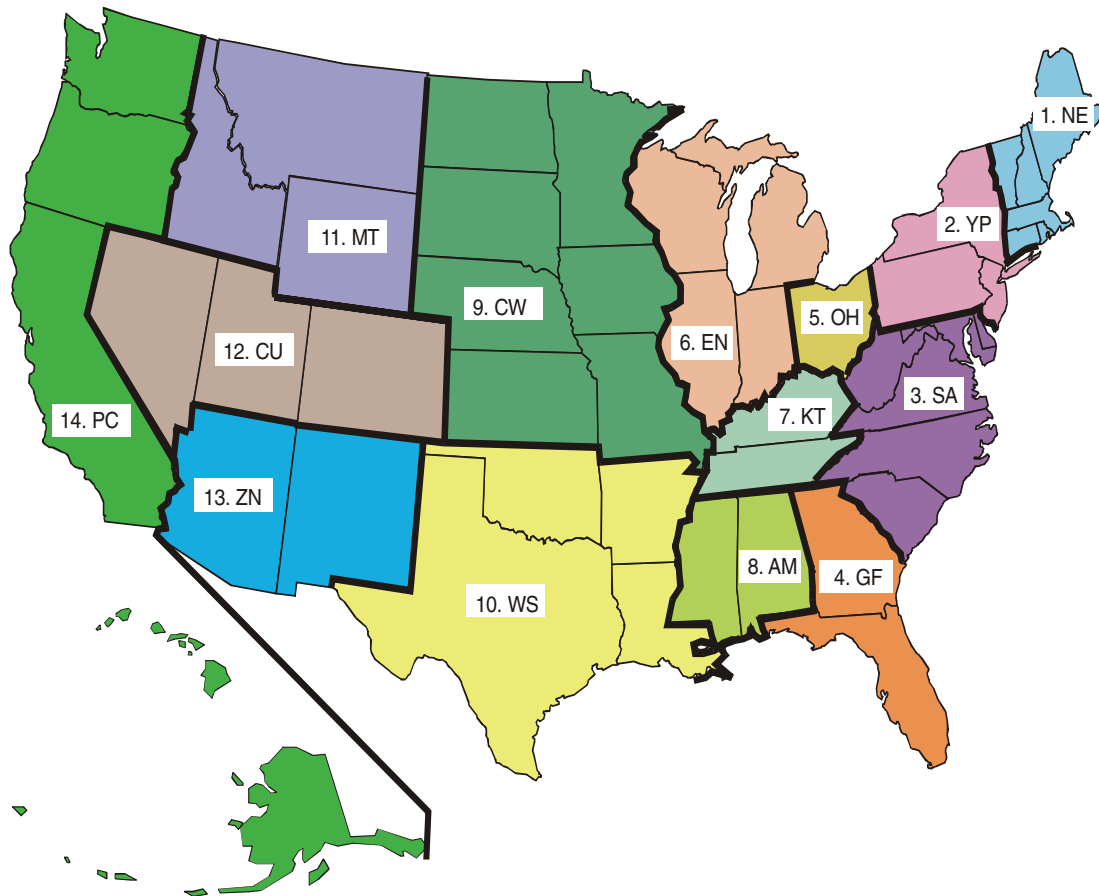 1. NE
2. YP
11. MT
9. CW
5. OH
6. EN
12. CU
3. SA
14. PC
7. KT
13. ZN
8. AM
4. GF
10. WS